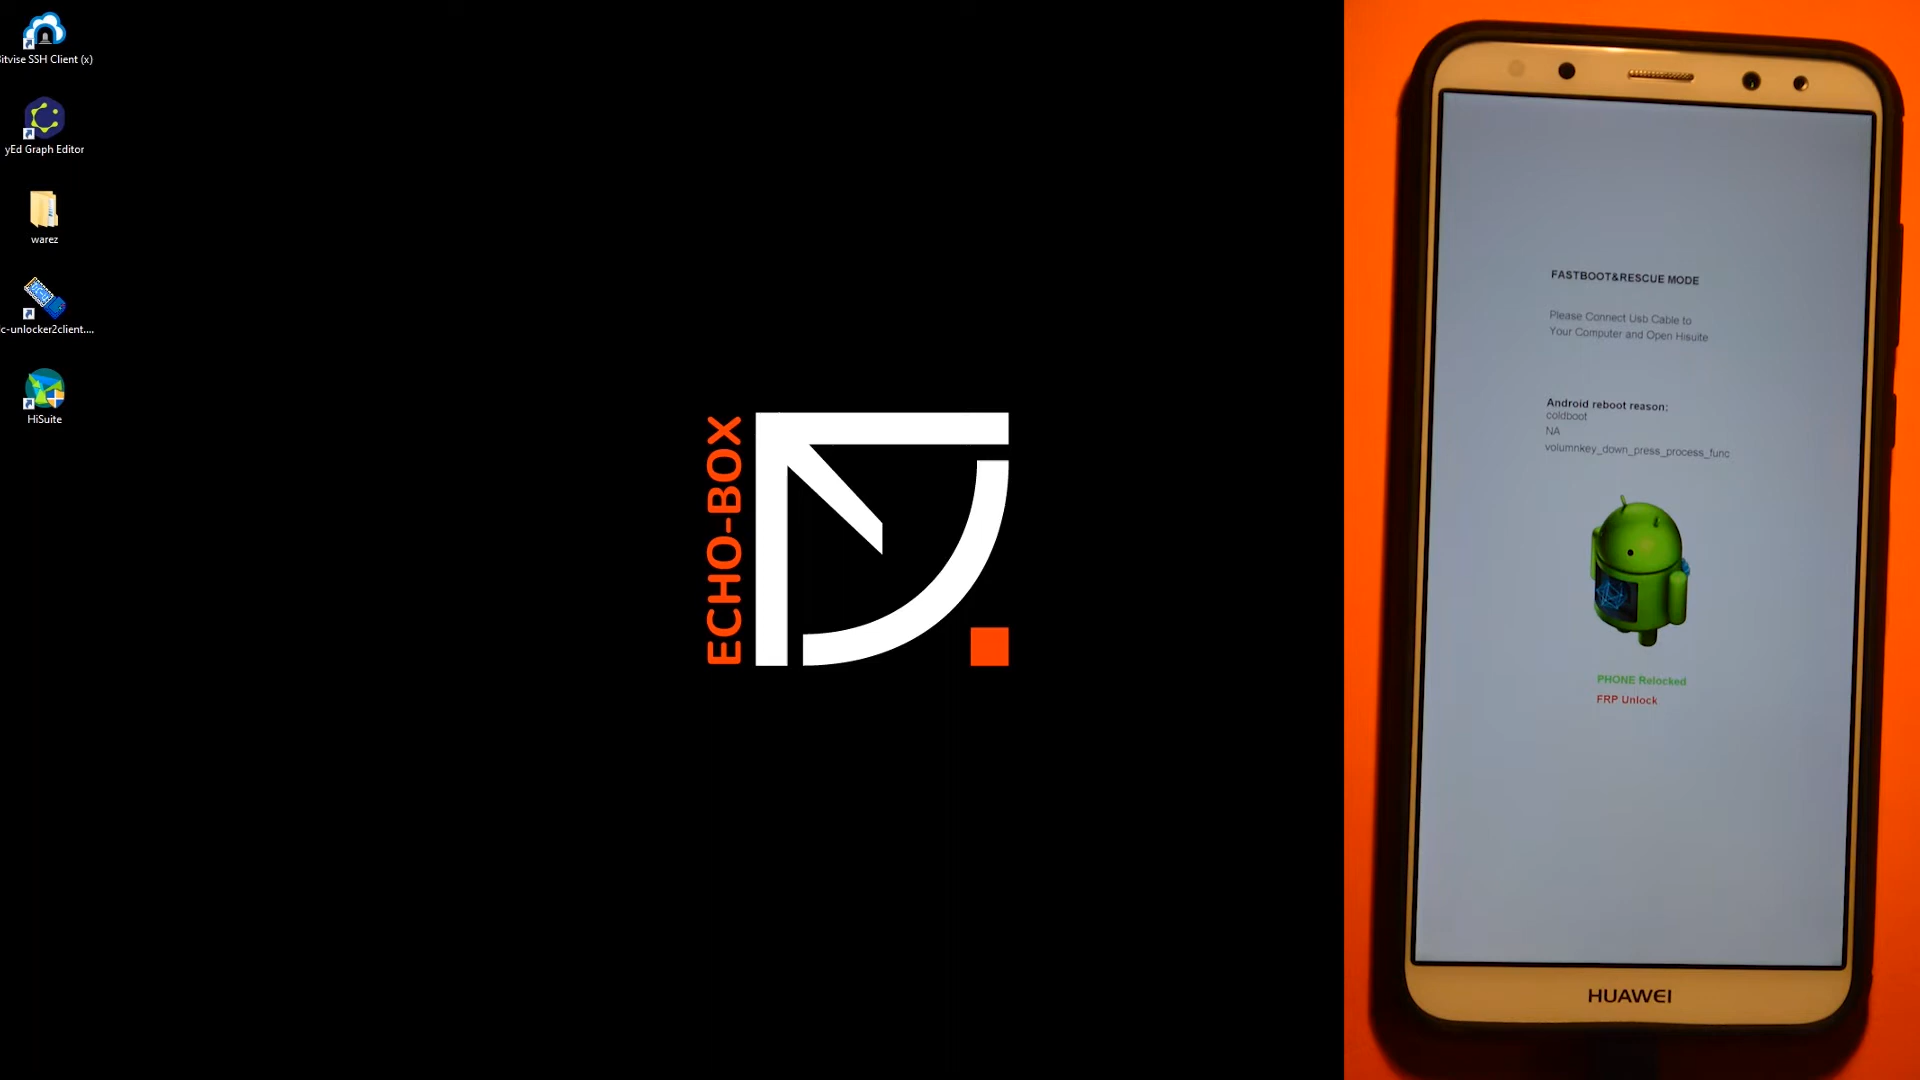 itvise SSH Client (x)
yEd Graph Editor
warez
c-unlocker2client....
HiSuite
ECHO-BOX
FASTBOOT&RESCUE MODE
Please Connect Usb Cable to
Your Computer and Open Hisuite
Android reboot reason:
coldboot
NA
volumnkey_down_press_process_func
PHONE Relocked
FRP Unlock
HUAWEI